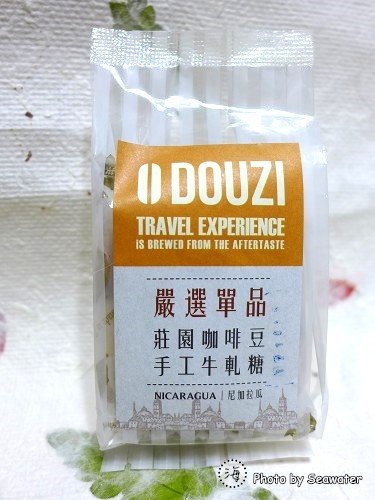 DOUZI
TRAVEL EXPERIENCE
IS BREWED FROM THE AFTERTASTE
嚴選單品
莊園咖啡豆
手工牛軋糖
NICARAGUA | 尼加拉瓜
海 Photo by Seawater